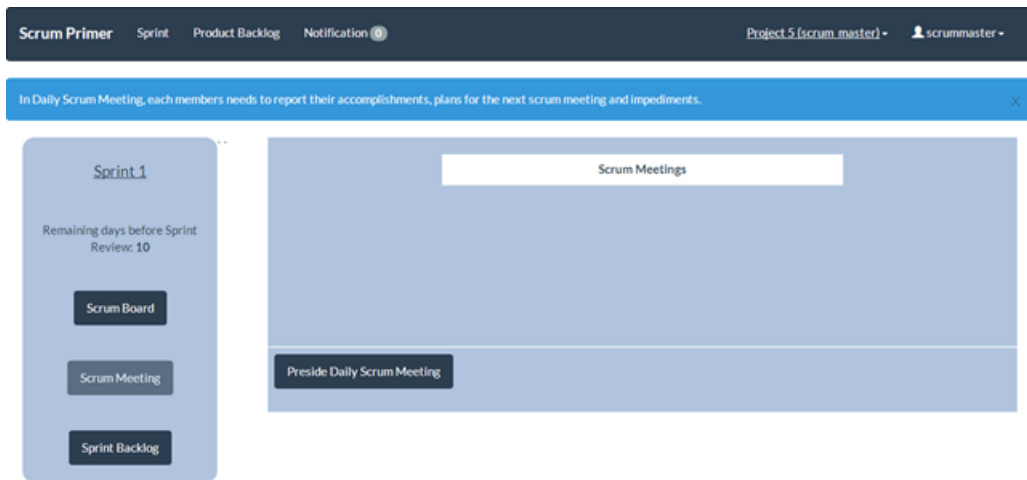 Scrum Primer Sprint Product Backlog Notification 0 Project 5 (scrum_master) scrummaster
In Daily Scrum Meeting, each members needs to report their accomplishments, plans for the next scrum meeting and impediments. x
Sprint 1
Remaining days before Sprint
Review: 10
Scrum Board
Scrum Meeting
Sprint Backlog
Scrum Meetings
Preside Daily Scrum Meeting